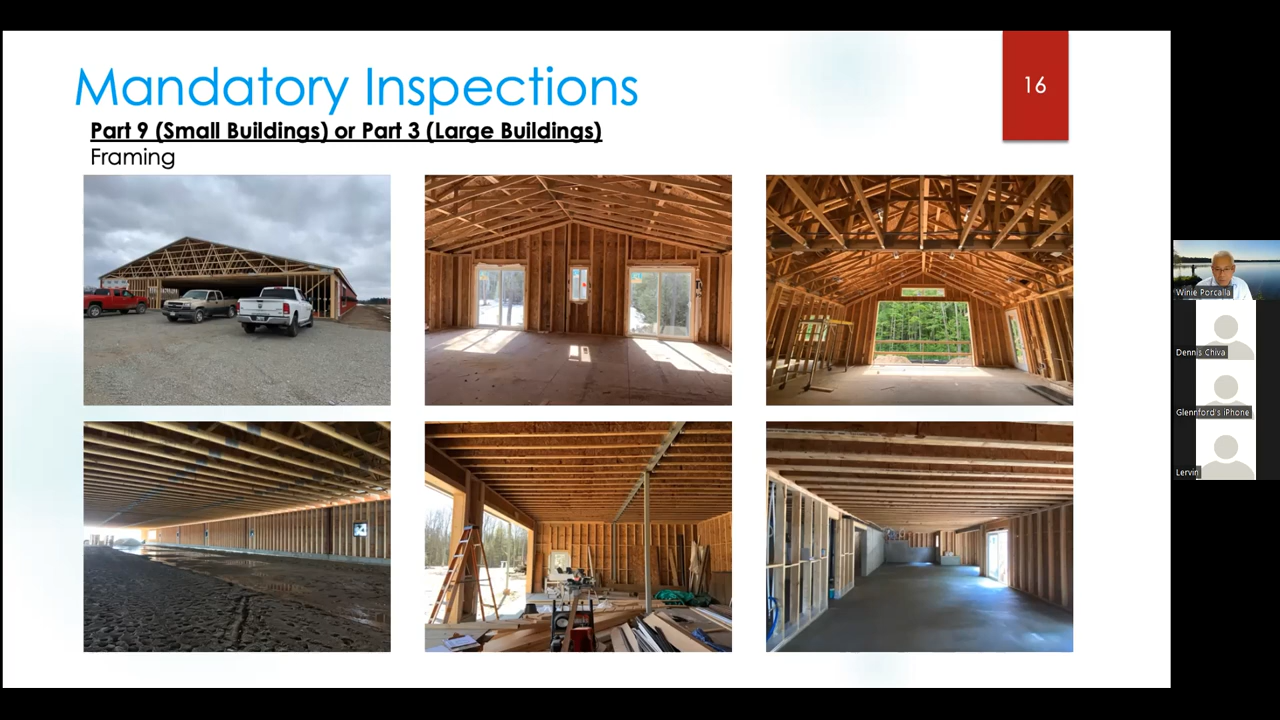 Mandatory Inspections
16
Part 9 (Small Buildings) or Part 3 (Large Buildings)
Framing
Winie Porcalla
Dennis Chiva
Glennford's iPhone
Lervin